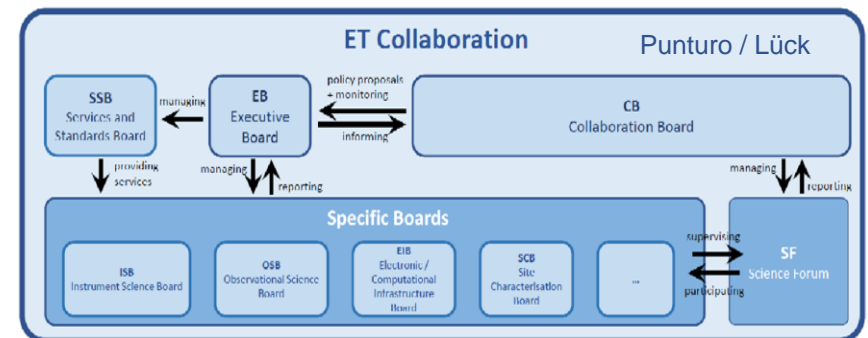 ET Collaboration
Punturo / Lück
SSB
Services and
Standards Board
managing
EB
Executive
Board
policy proposals
+ monitoring
informing
CB
Collaboration Board
providing
services
managing
reporting
managing
reporting
Specific Boards
ISB
Instrument Science Board
OSB
Observational Science
Board
EIB
Electronic /
Computational
Infrastructure
Board
SCB
Site
Characterisation
Board
...
supervising
participating
SF
Science Forum